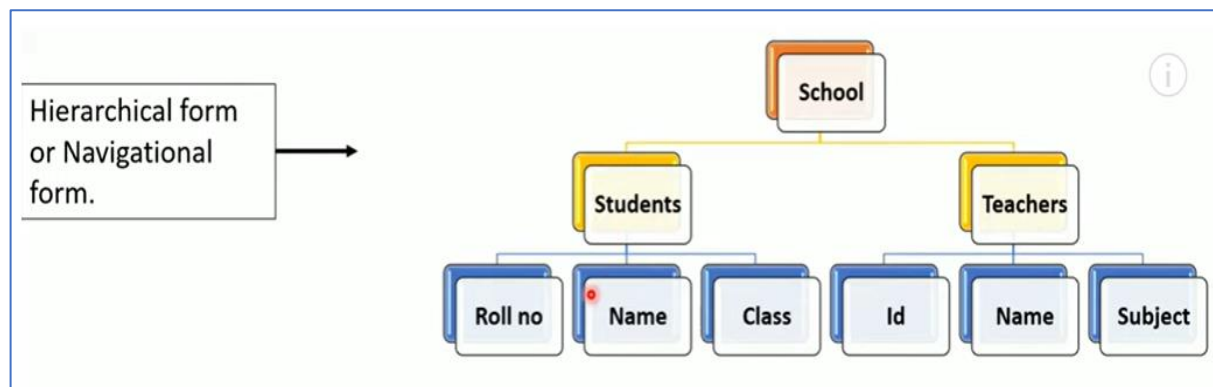 Hierarchical form
or Navigational
form.
School
Students
Teachers
Roll no
Name
Class
Id
Name
Subject
i